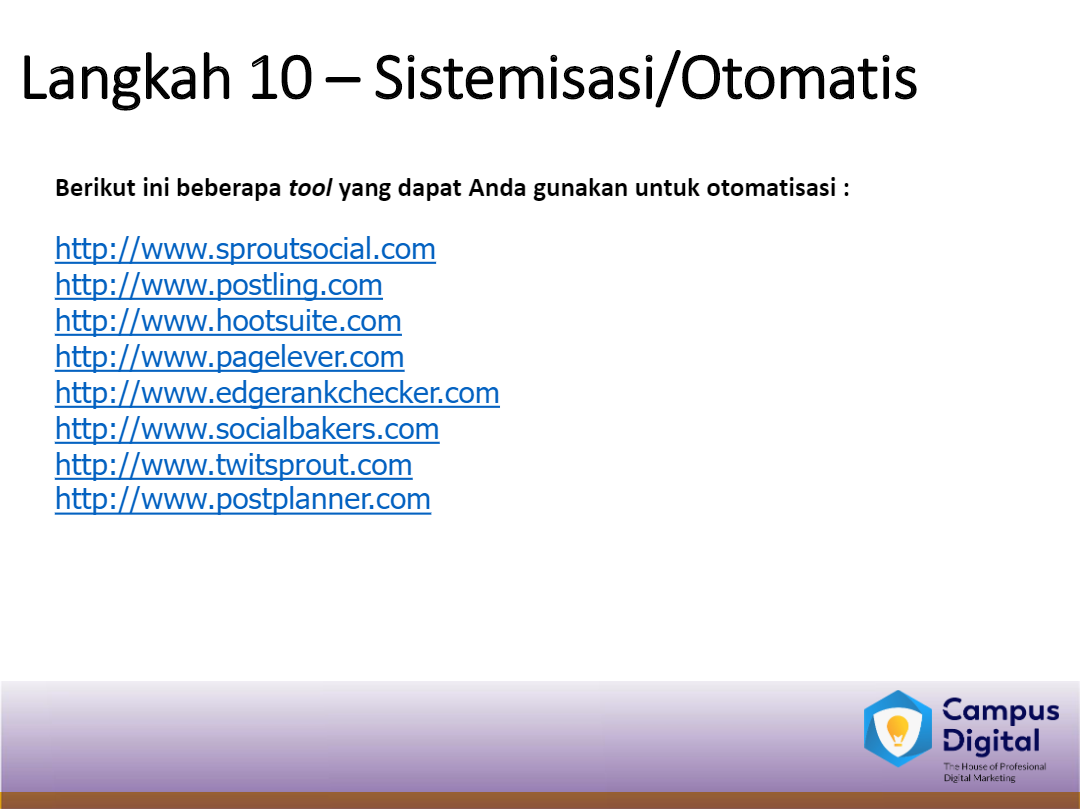 Langkah 10 – Sistemisasi/Otomatis
Berikut ini beberapa tool yang dapat Anda gunakan untuk otomatisasi :
http://www.sproutsocial.com
http://www.postling.com
http://www.hootsuite.com
http://www.pagelever.com
http://www.edgerankchecker.com
http://www.socialbakers.com
http://www.twitsprout.com
http://www.postplanner.com
Campus
Digital
The House of Profesional
Digital Marketing